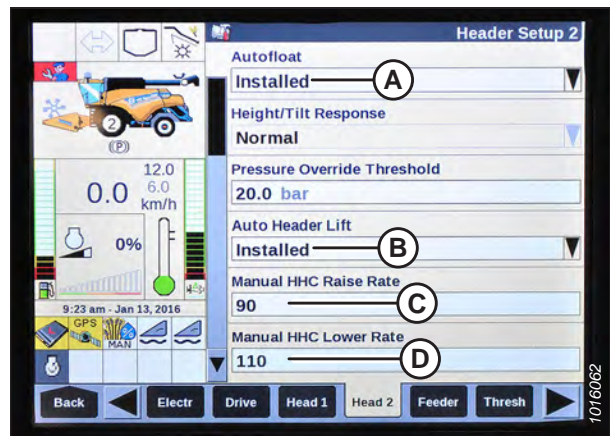 Header Setup 2
Autofloat
Installed
A
Height/Tilt Response
Normal
Pressure Override Threshold
20.0 bar
Auto Header Lift
Installed
B
Manual HHC Raise Rate
90
C
Manual HHC Lower Rate
110
D
2
(P)
12.0
0.0
6.0
km/h
0%
9:23 am - Jan 13, 2016
GPS
MAN
Back
Electr
Drive
Head 1
Head 2
Feeder
Thresh
1016062